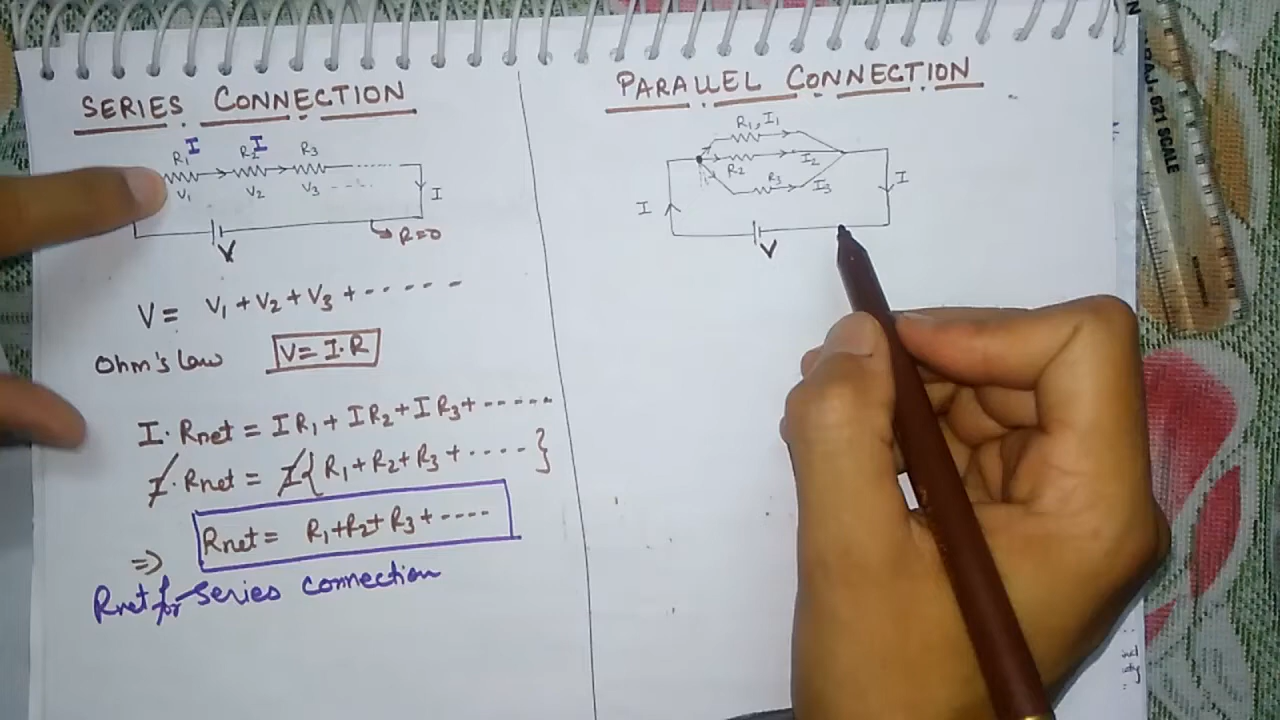 SERIES CONNECTION
R1 I R2 I R3 ......
V1 V2 V3 ----.
I
V
R=0
V = V1 + V2 + V3 + ------
Ohm's law V = I.R
I. Rnet = IR1 + IR2 + IR3 + ------
I. Rnet = I{R1 + R2 + R3 + ----}
=> Rnet = R1+R2+R3+----
Rnet for series connection
PARALLEL CONNECTION
R1, I1
R2 I2
R3 I3
I
I
V
621 SCALE